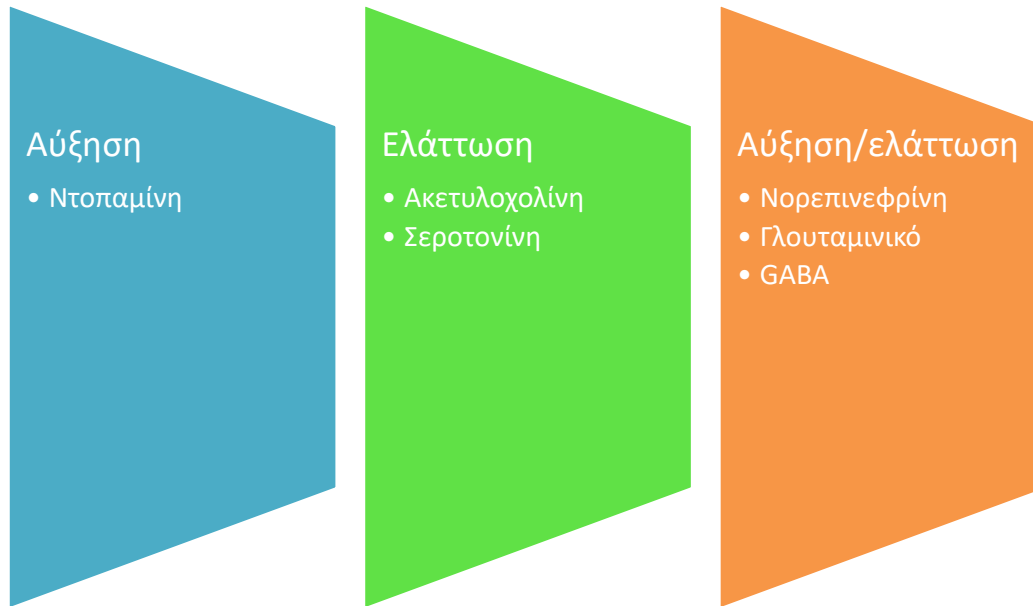 Αύξηση
• Ντοπαμίνη
Ελάττωση
• Ακετυλοχολίνη
• Σεροτονίνη
Αύξηση/ελάττωση
• Νορεπινεφρίνη
• Γλουταμινικό
• GABA